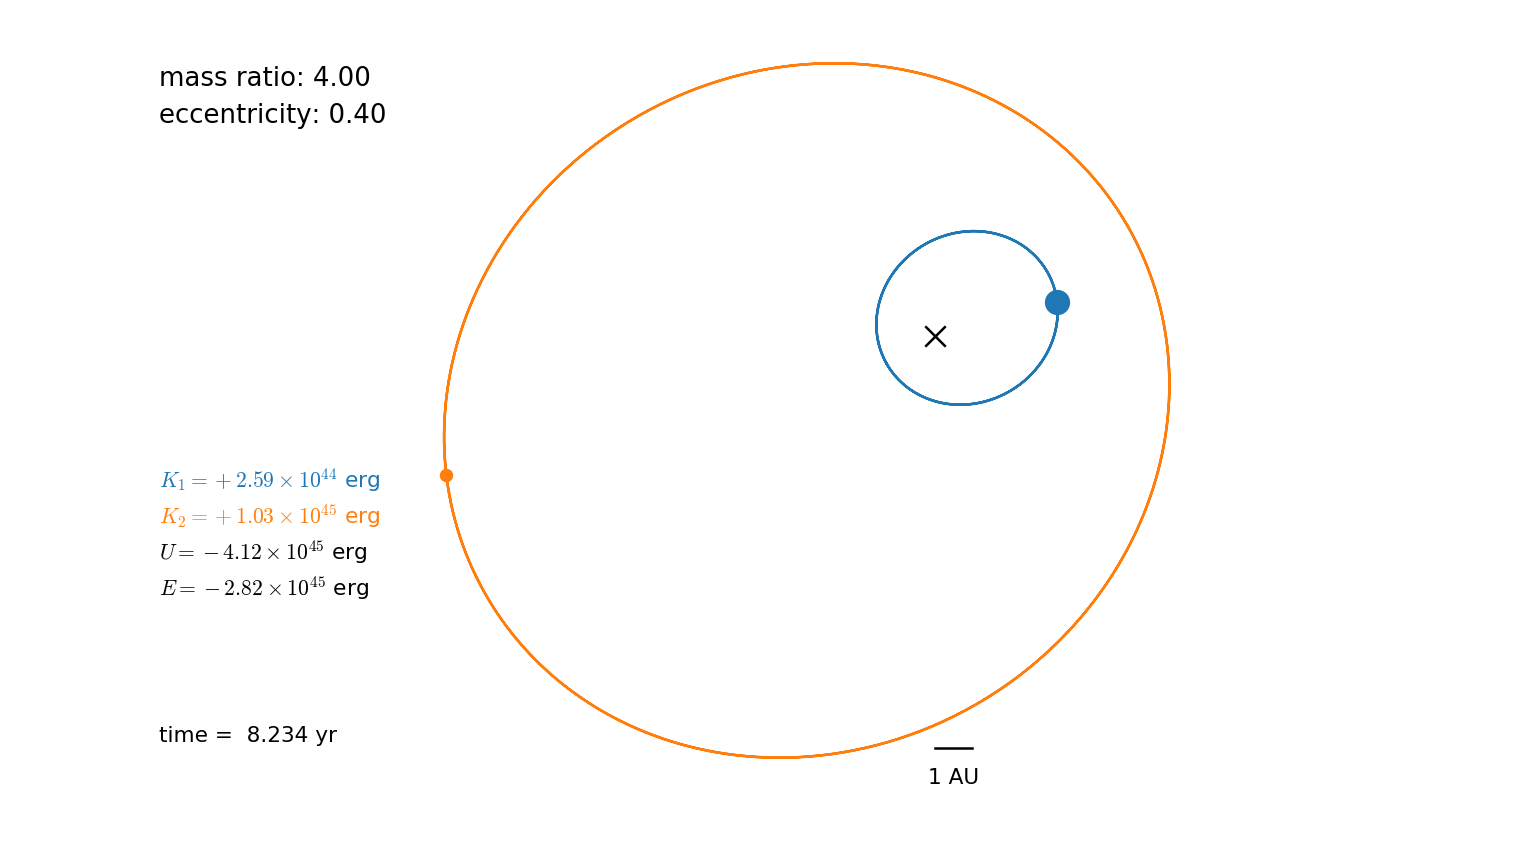 mass ratio: 4.00
eccentricity: 0.40
K₁ = +2.59 × 10⁴⁴ erg
K₂ = +1.03 × 10⁴⁵ erg
U = −4.12 × 10⁴⁵ erg
E = −2.82 × 10⁴⁵ erg
time = 8.234 yr
1 AU